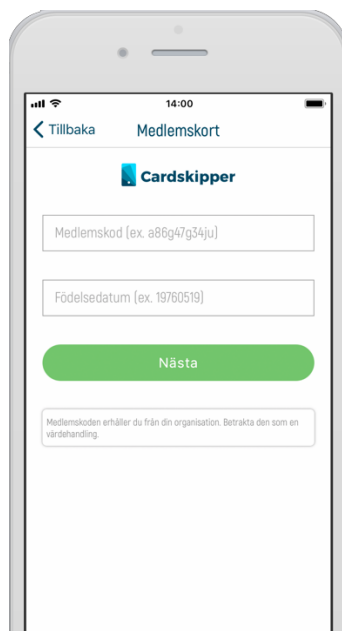 14:00
Tillbaka Medlemskort
Cardskipper
Medlemskod (ex. a86g47g34ju)
Födelsedatum (ex. 19760519)
Nästa
Medlemskoden erhåller du från din organisation. Betrakta den som en
värdehandling.